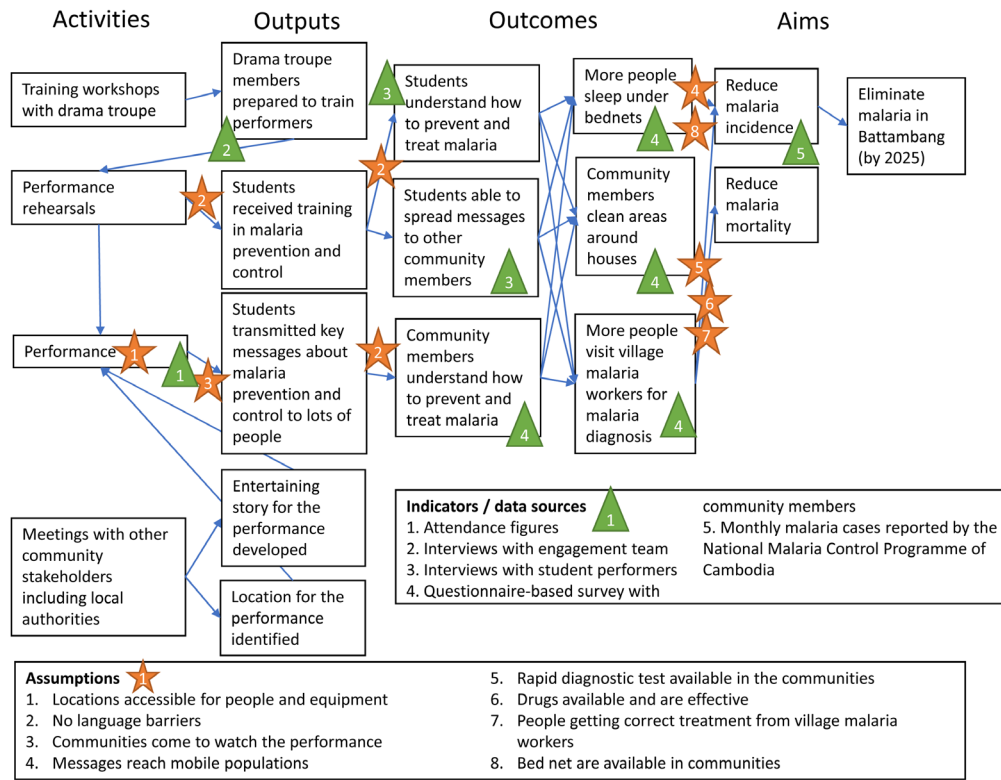 Activities
Outputs
Outcomes
Aims
Training workshops
with drama troupe
Performance
rehearsals
Performance
1
1
Meetings with other
community
stakeholders
including local
authorities
Drama troupe
members
prepared to train
performers
2
2
Students
received training
in malaria
prevention and
control
Students
transmitted key
messages about
malaria
prevention and
control to lots of
people
3
Entertaining
story for the
performance
developed
Location for the
performance
identified
3
Students
understand how
to prevent and
treat malaria
2
Students able to
spread messages
to other
community
members
3
2
Community
members
understand how
to prevent and
treat malaria
4
More people
sleep under
bednets
4
Community
members
clean areas
around
houses
4
More people
visit village
malaria
workers for
malaria
diagnosis
4
4
8
5
6
7
Reduce
malaria
incidence
5
Reduce
malaria
mortality
Eliminate
malaria in
Battambang
(by 2025)
Indicators / data sources
1
1. Attendance figures
2. Interviews with engagement team
3. Interviews with student performers
4. Questionnaire-based survey with
community members
5. Monthly malaria cases reported by the
National Malaria Control Programme of
Cambodia
Assumptions
1
1. Locations accessible for people and equipment
2. No language barriers
3. Communities come to watch the performance
4. Messages reach mobile populations
5. Rapid diagnostic test available in the communities
6. Drugs available and are effective
7. People getting correct treatment from village malaria
workers
8. Bed net are available in communities